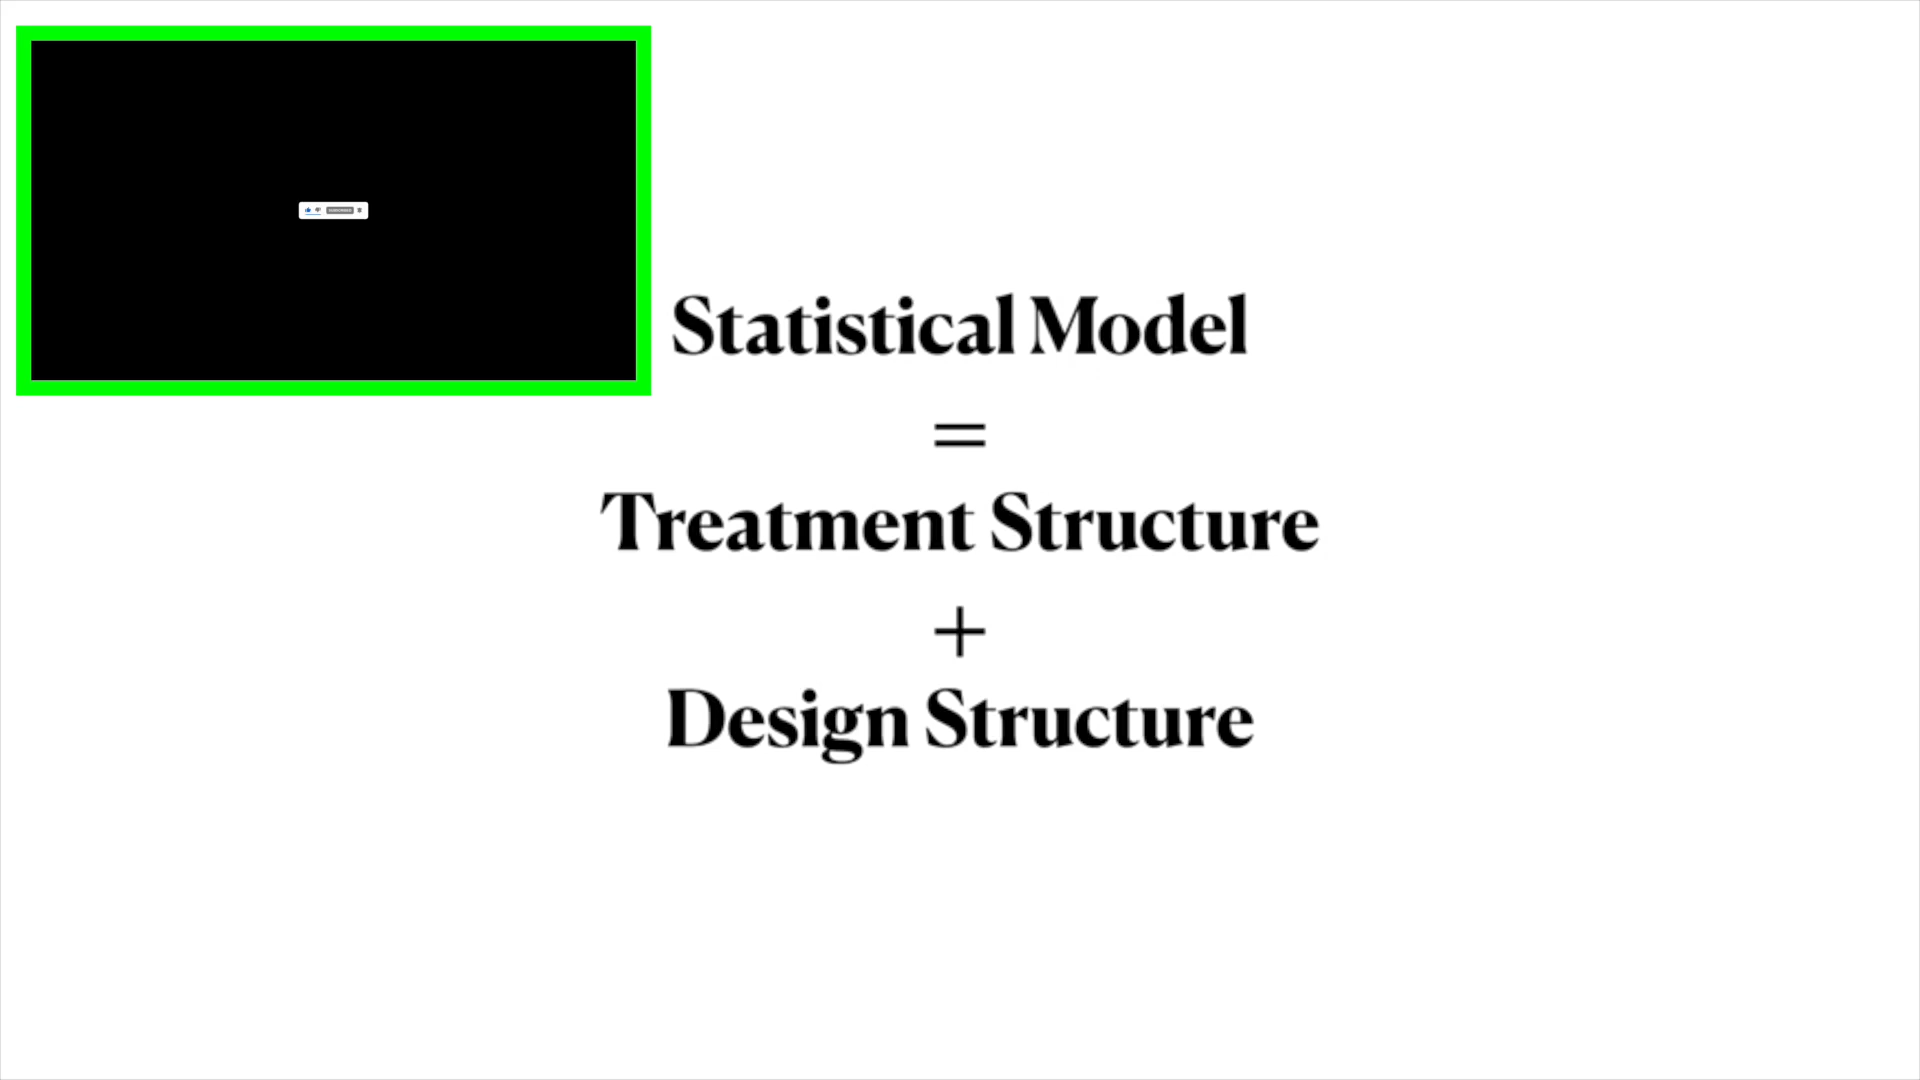 Statistical Model
=
Treatment Structure
+
Design Structure